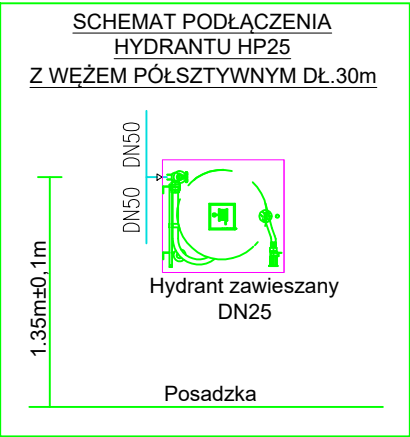 SCHEMAT PODŁĄCZENIA
HYDRANTU HP25
Z WĘŻEM PÓŁSZTYWNYM DŁ.30m
DN50
DN50
1.35m±0,1m
Hydrant zawieszany
DN25
Posadzka